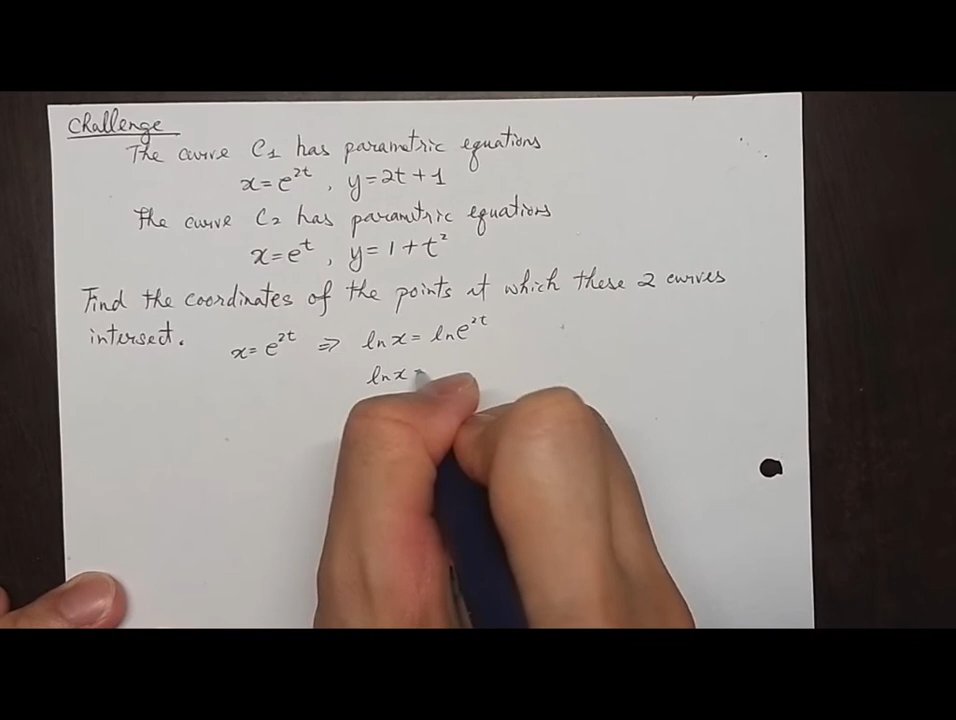 Challenge
The curve C₁ has parametric equations
x = e^{2t} , y = 2t + 1
The curve C₂ has parametric equations
x = e^t , y = 1 + t²
Find the coordinates of the points at which these 2 curves
intersect. x = e^{2t} ⇒ ln x = ln e^{2t}
ln x =